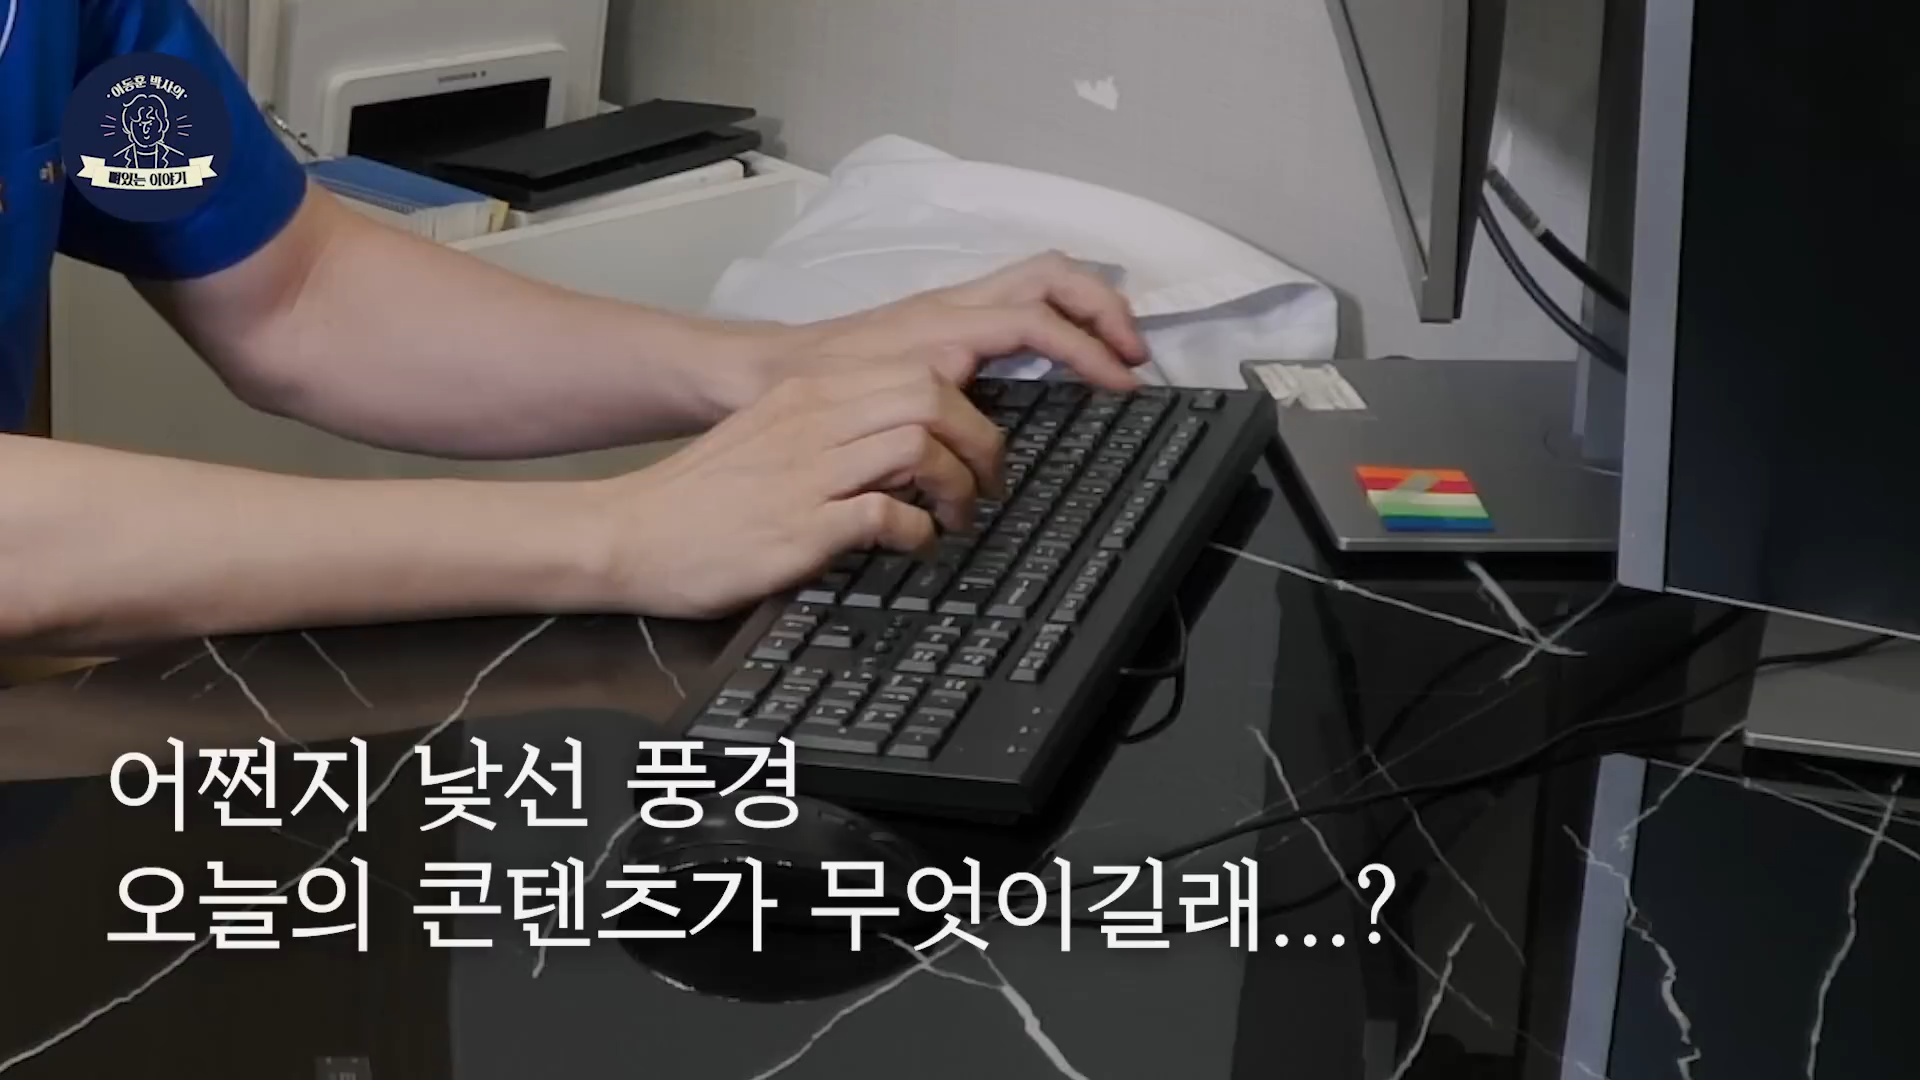 ·이동훈 박사의·
뼈있는 이야기
어쩐지 낯선 풍경
오늘의 콘텐츠가 무엇이길래...?